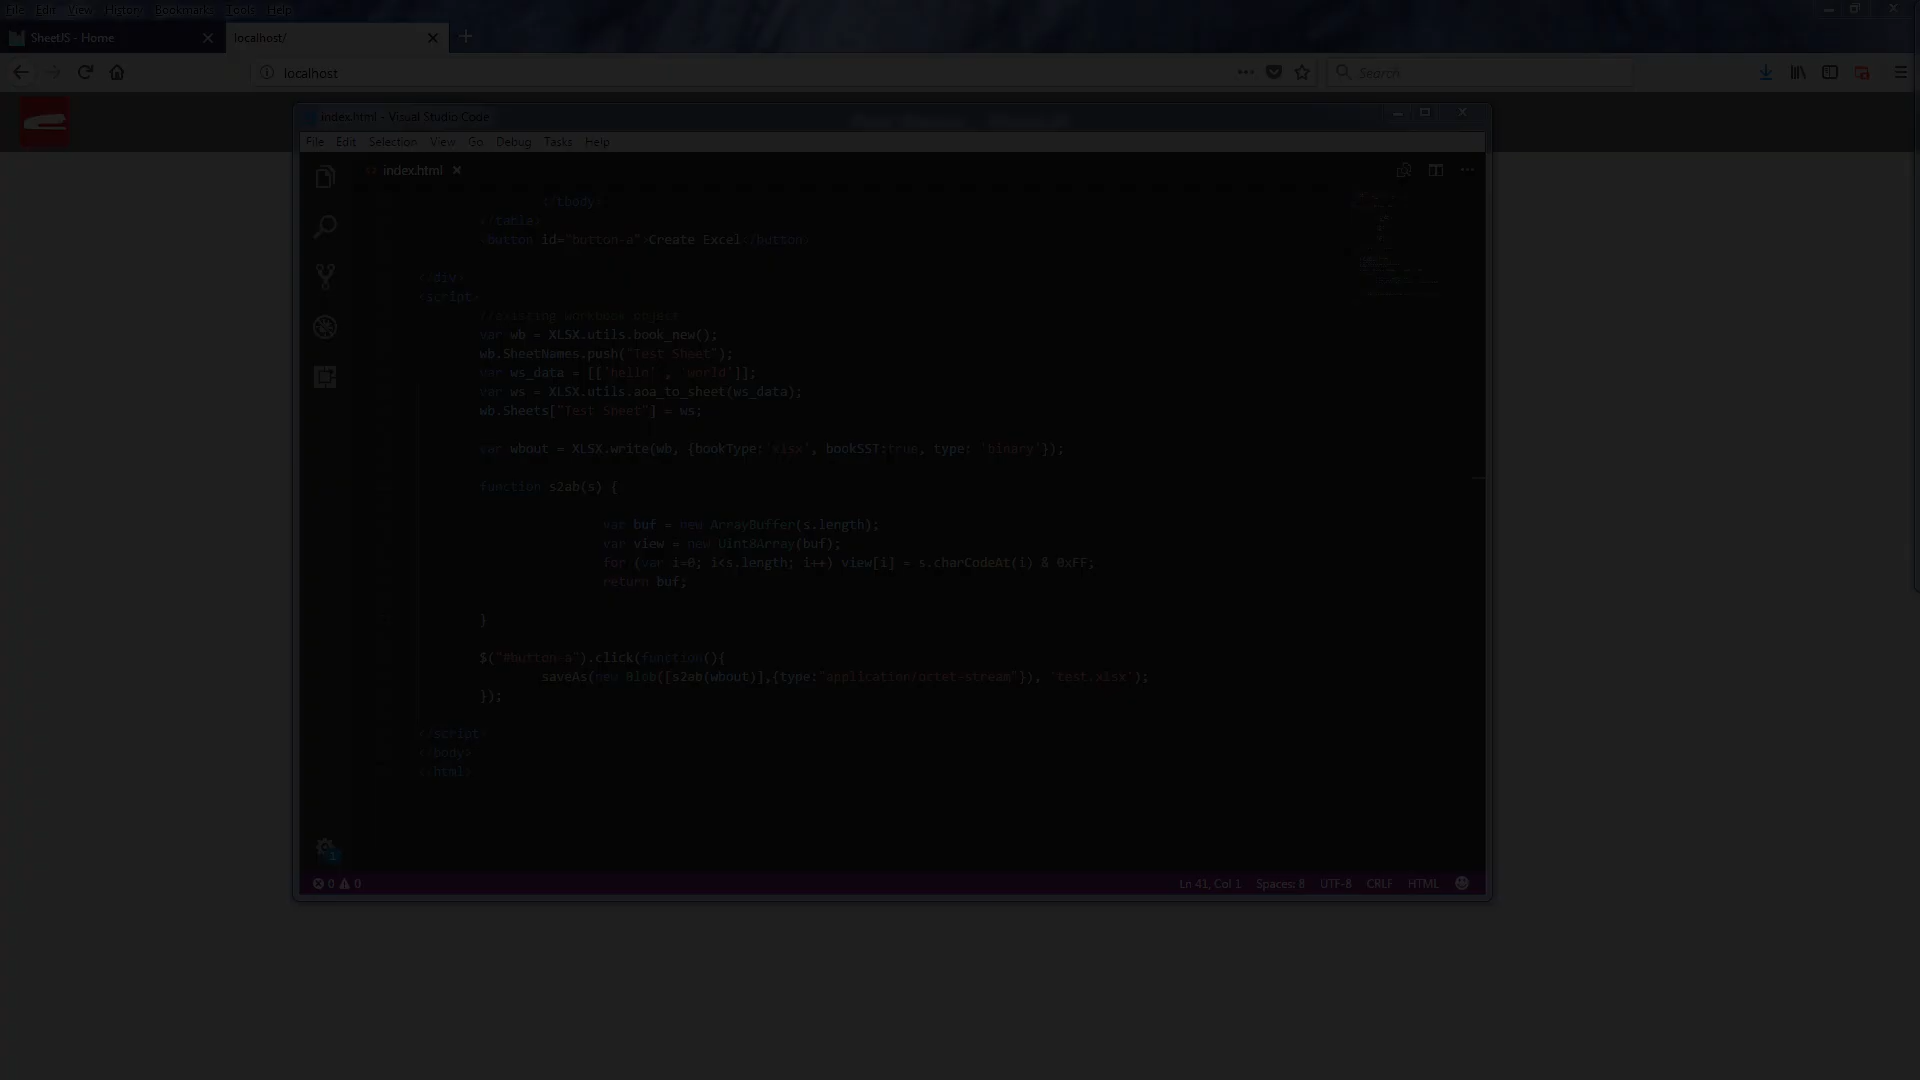 File Edit View History Bookmarks Tools Help
SheetJS - Home
localhost/
localhost
Search
index.html - Visual Studio Code
File Edit Selection View Go Debug Tasks Help
index.html
</tbody>
</table>
<button id="button-a">Create Excel</button>
</div>
<script>
//existing workbook object
var wb = XLSX.utils.book_new();
wb.SheetNames.push("Test Sheet");
var ws_data = [['hello' , 'world']];
var ws = XLSX.utils.aoa_to_sheet(ws_data);
wb.Sheets["Test Sheet"] = ws;
var wbout = XLSX.write(wb, {bookType:'xlsx', bookSST:true, type: 'binary'});
function s2ab(s) {
var buf = new ArrayBuffer(s.length);
var view = new Uint8Array(buf);
for (var i=0; i<s.length; i++) view[i] = s.charCodeAt(i) & 0xFF;
return buf;
}
$("#button-a").click(function(){
saveAs(new Blob([s2ab(wbout)],{type:"application/octet-stream"}), 'test.xlsx');
});
</script>
</body>
</html>
1
0 0
Ln 41, Col 1 Spaces: 8 UTF-8 CRLF HTML